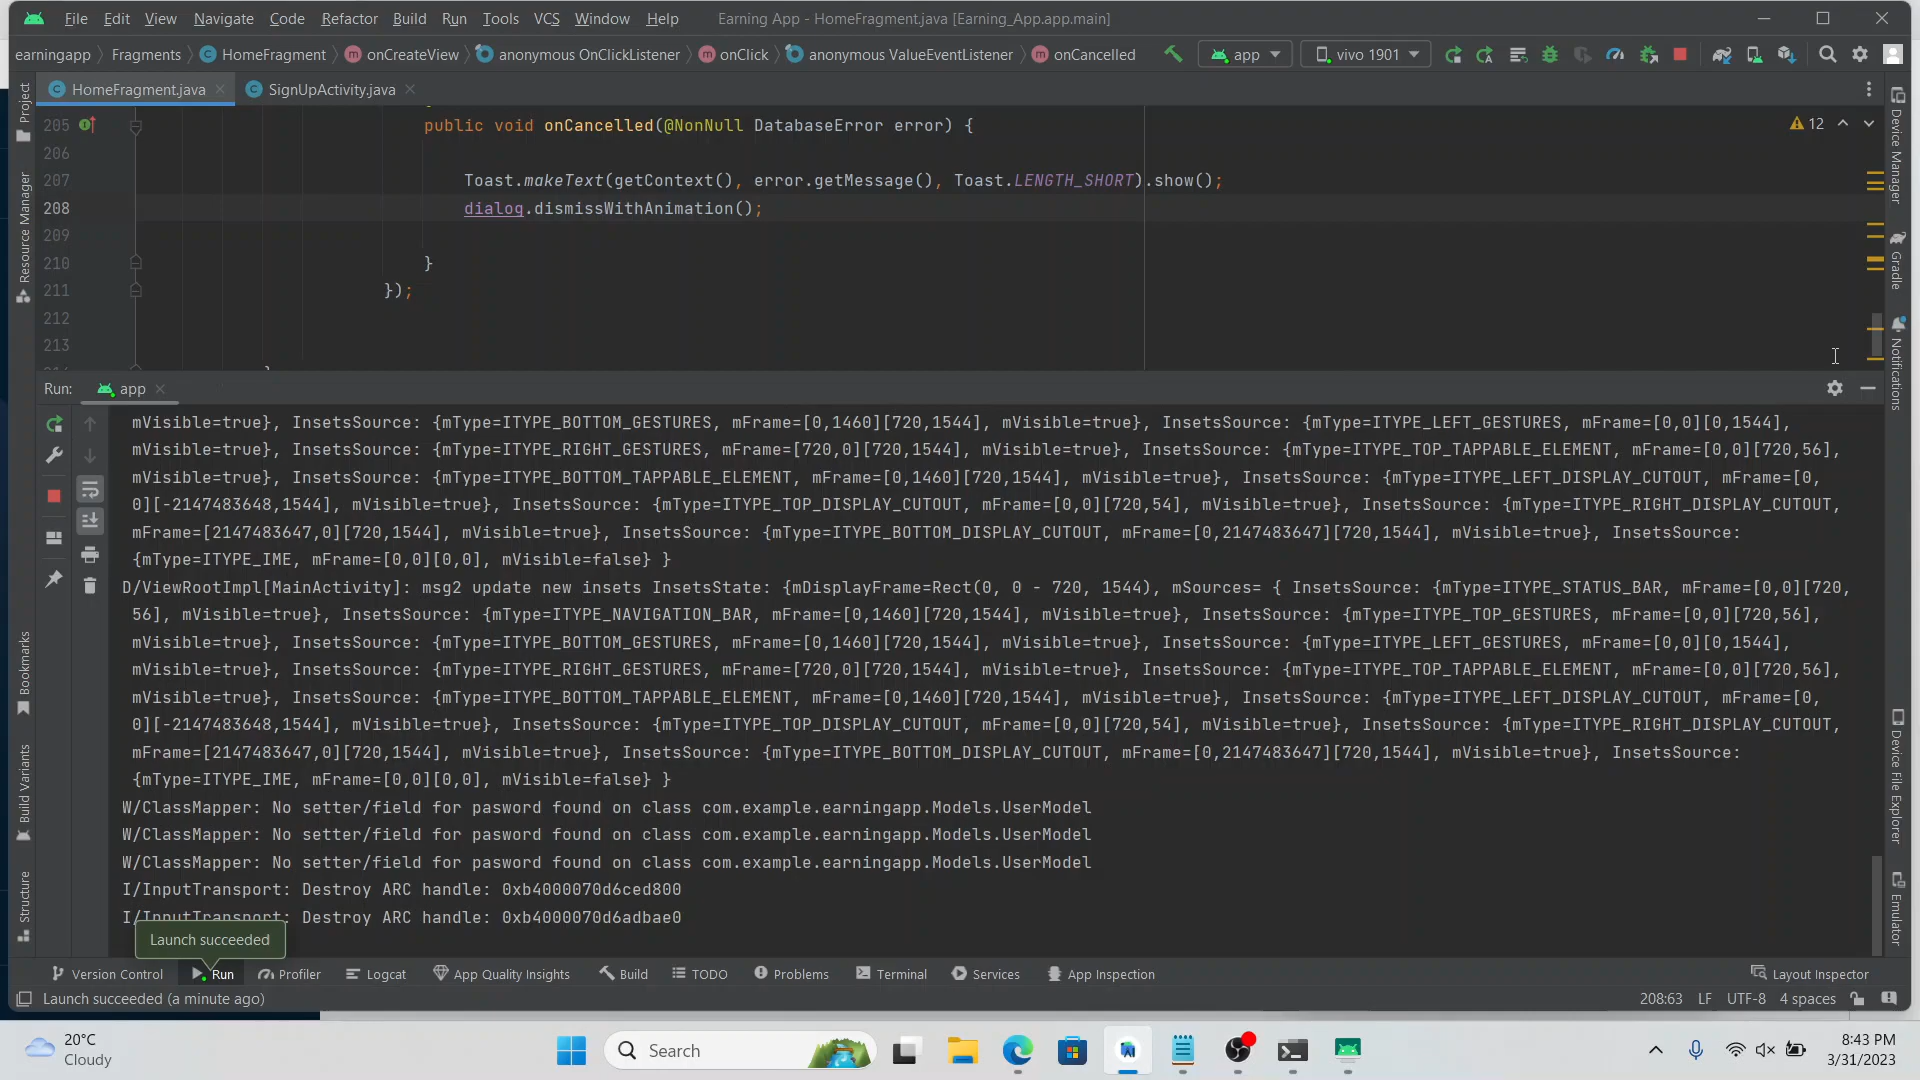 File Edit View Navigate Code Refactor Build Run Tools VCS Window Help Earning App - HomeFragment.java [Earning_App.app.main]
earningapp Fragments HomeFragment onCreateView anonymous OnClickListener onClick anonymous ValueEventListener onCancelled app vivo 1901
HomeFragment.java SignUpActivity.java
205 public void onCancelled(@NonNull DatabaseError error) { 12
206
207 Toast.makeText(getContext(), error.getMessage(), Toast.LENGTH_SHORT).show();
208 dialog.dismissWithAnimation();
209
210 }
211 });
212
213
Run: app
mVisible=true}, InsetsSource: {mType=ITYPE_BOTTOM_GESTURES, mFrame=[0,1460][720,1544], mVisible=true}, InsetsSource: {mType=ITYPE_LEFT_GESTURES, mFrame=[0,0][0,1544],
mVisible=true}, InsetsSource: {mType=ITYPE_RIGHT_GESTURES, mFrame=[720,0][720,1544], mVisible=true}, InsetsSource: {mType=ITYPE_TOP_TAPPABLE_ELEMENT, mFrame=[0,0][720,56],
mVisible=true}, InsetsSource: {mType=ITYPE_BOTTOM_TAPPABLE_ELEMENT, mFrame=[0,1460][720,1544], mVisible=true}, InsetsSource: {mType=ITYPE_LEFT_DISPLAY_CUTOUT, mFrame=[0,
0][-2147483648,1544], mVisible=true}, InsetsSource: {mType=ITYPE_TOP_DISPLAY_CUTOUT, mFrame=[0,0][720,54], mVisible=true}, InsetsSource: {mType=ITYPE_RIGHT_DISPLAY_CUTOUT,
mFrame=[2147483647,0][720,1544], mVisible=true}, InsetsSource: {mType=ITYPE_BOTTOM_DISPLAY_CUTOUT, mFrame=[0,2147483647][720,1544], mVisible=true}, InsetsSource:
{mType=ITYPE_IME, mFrame=[0,0][0,0], mVisible=false} }
D/ViewRootImpl[MainActivity]: msg2 update new insets InsetsState: {mDisplayFrame=Rect(0, 0 - 720, 1544), mSources= { InsetsSource: {mType=ITYPE_STATUS_BAR, mFrame=[0,0][720,
56], mVisible=true}, InsetsSource: {mType=ITYPE_NAVIGATION_BAR, mFrame=[0,1460][720,1544], mVisible=true}, InsetsSource: {mType=ITYPE_TOP_GESTURES, mFrame=[0,0][720,56],
mVisible=true}, InsetsSource: {mType=ITYPE_BOTTOM_GESTURES, mFrame=[0,1460][720,1544], mVisible=true}, InsetsSource: {mType=ITYPE_LEFT_GESTURES, mFrame=[0,0][0,1544],
mVisible=true}, InsetsSource: {mType=ITYPE_RIGHT_GESTURES, mFrame=[720,0][720,1544], mVisible=true}, InsetsSource: {mType=ITYPE_TOP_TAPPABLE_ELEMENT, mFrame=[0,0][720,56],
mVisible=true}, InsetsSource: {mType=ITYPE_BOTTOM_TAPPABLE_ELEMENT, mFrame=[0,1460][720,1544], mVisible=true}, InsetsSource: {mType=ITYPE_LEFT_DISPLAY_CUTOUT, mFrame=[0,
0][-2147483648,1544], mVisible=true}, InsetsSource: {mType=ITYPE_TOP_DISPLAY_CUTOUT, mFrame=[0,0][720,54], mVisible=true}, InsetsSource: {mType=ITYPE_RIGHT_DISPLAY_CUTOUT,
mFrame=[2147483647,0][720,1544], mVisible=true}, InsetsSource: {mType=ITYPE_BOTTOM_DISPLAY_CUTOUT, mFrame=[0,2147483647][720,1544], mVisible=true}, InsetsSource:
{mType=ITYPE_IME, mFrame=[0,0][0,0], mVisible=false} }
W/ClassMapper: No setter/field for pasword found on class com.example.earningapp.Models.UserModel
W/ClassMapper: No setter/field for pasword found on class com.example.earningapp.Models.UserModel
W/ClassMapper: No setter/field for pasword found on class com.example.earningapp.Models.UserModel
I/InputTransport: Destroy ARC handle: 0xb4000070d6ced800
I/InputTransport: Destroy ARC handle: 0xb4000070d6adbae0
Launch succeeded
Version Control Run Profiler Logcat App Quality Insights Build TODO Problems Terminal Services App Inspection Layout Inspector
Launch succeeded (a minute ago) 208:63 LF UTF-8 4 spaces
Project
Resource Manager
Bookmarks
Build Variants
Structure
Device Manager
Gradle
Notifications
Device File Explorer
Emulator
20°C
Cloudy
Search
8:43 PM
3/31/2023